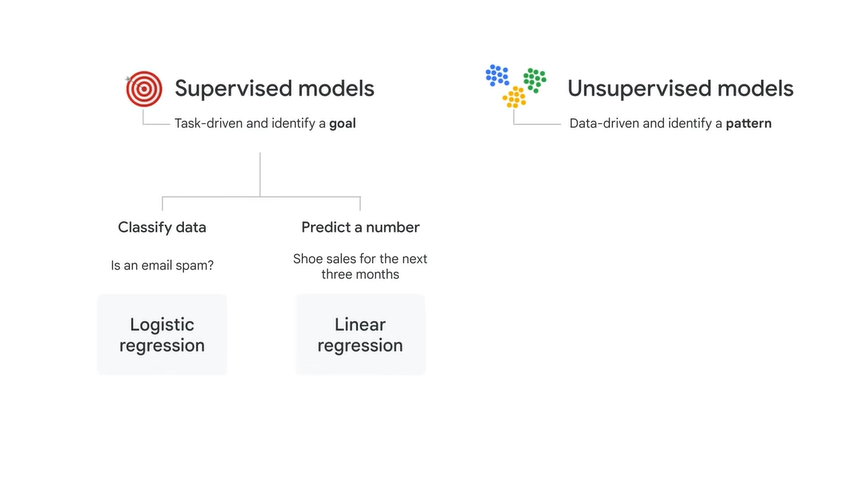 Supervised models
Task-driven and identify a goal
Unsupervised models
Data-driven and identify a pattern
Classify data
Is an email spam?
Logistic
regression
Predict a number
Shoe sales for the next
three months
Linear
regression